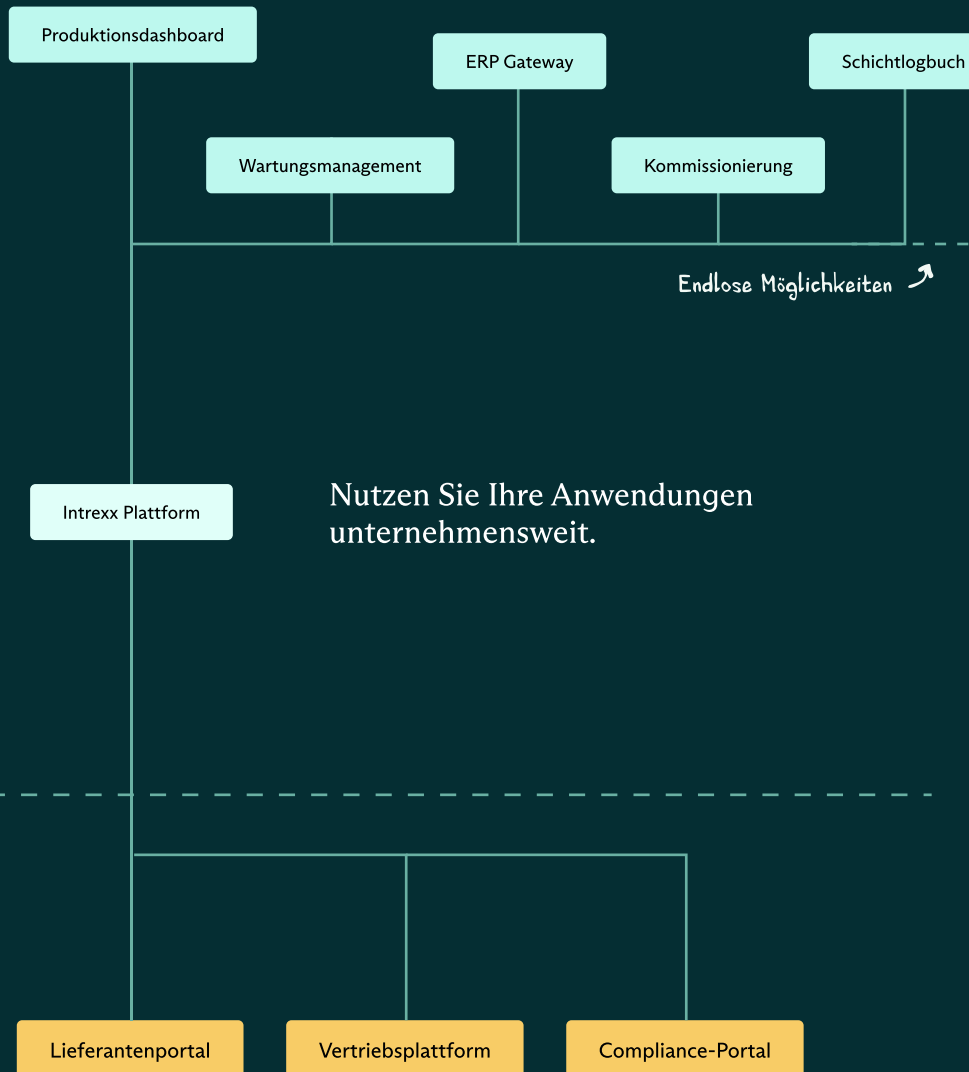 Produktionsdashboard
ERP Gateway
Schichtlogbuch
Wartungsmanagement
Kommissionierung
Endlose Möglichkeiten
Intrexx Plattform
Nutzen Sie Ihre Anwendungen
unternehmensweit.
Lieferantenportal
Vertriebsplattform
Compliance-Portal